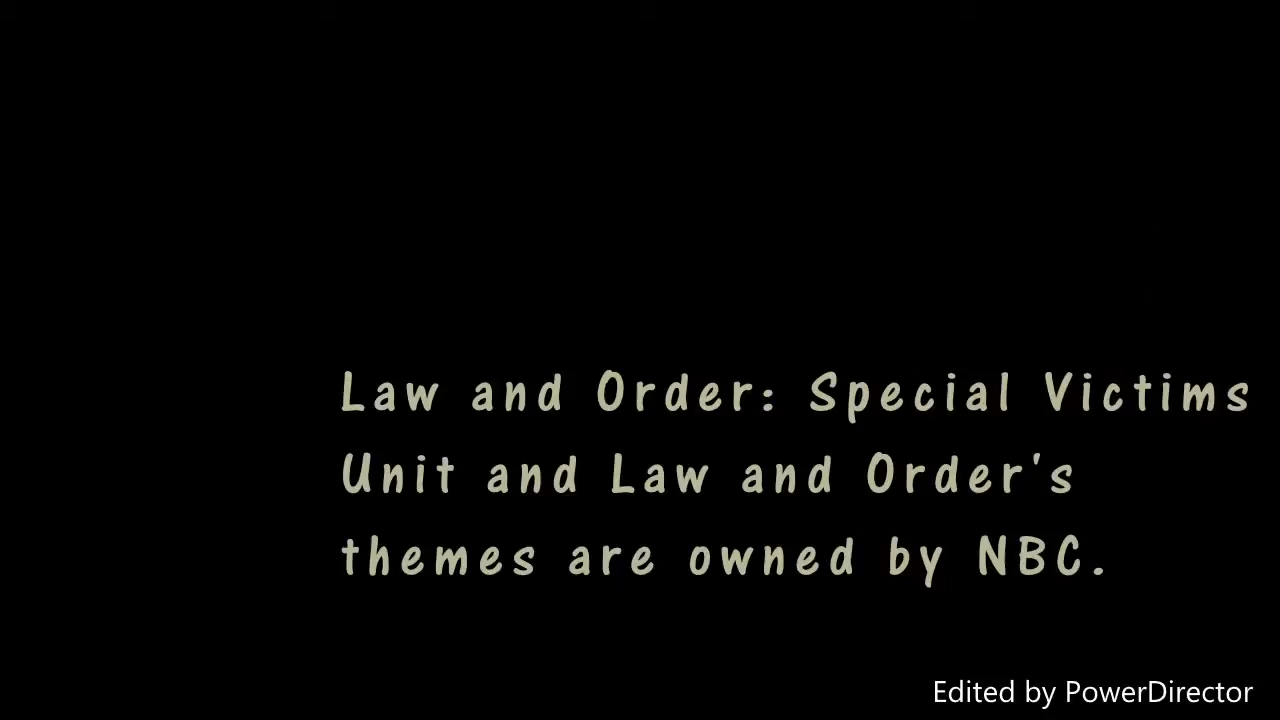 Law and Order: Special Victims
Unit and Law and Order's
themes are owned by NBC.
Edited by PowerDirector